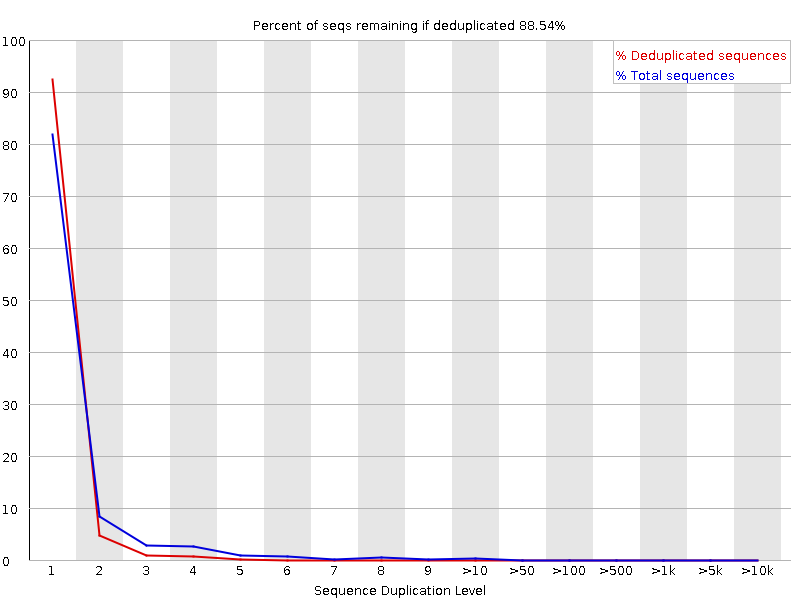 Percent of seqs remaining if deduplicated 88.54%
% Deduplicated sequences
% Total sequences
100
90
80
70
60
50
40
30
20
10
0
1 2 3 4 5 6 7 8 9 >10 >50 >100 >500 >1k >5k >10k
Sequence Duplication Level